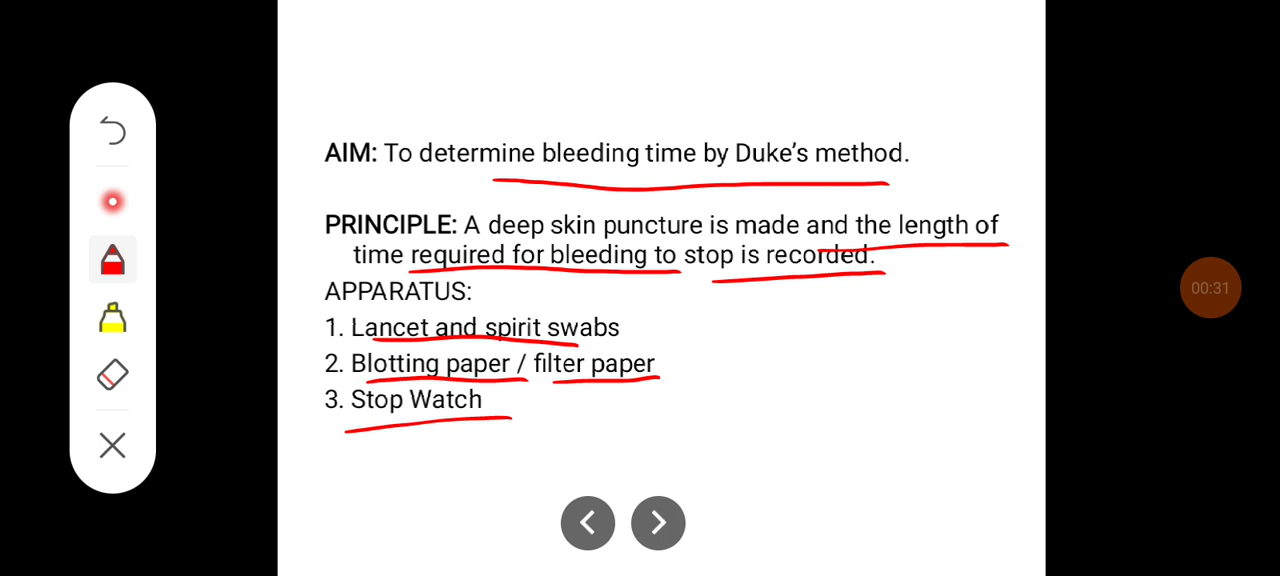 AIM: To determine bleeding time by Duke’s method.
PRINCIPLE: A deep skin puncture is made and the length of
time required for bleeding to stop is recorded.
APPARATUS:
1. Lancet and spirit swabs
2. Blotting paper / filter paper
3. Stop Watch
00:31